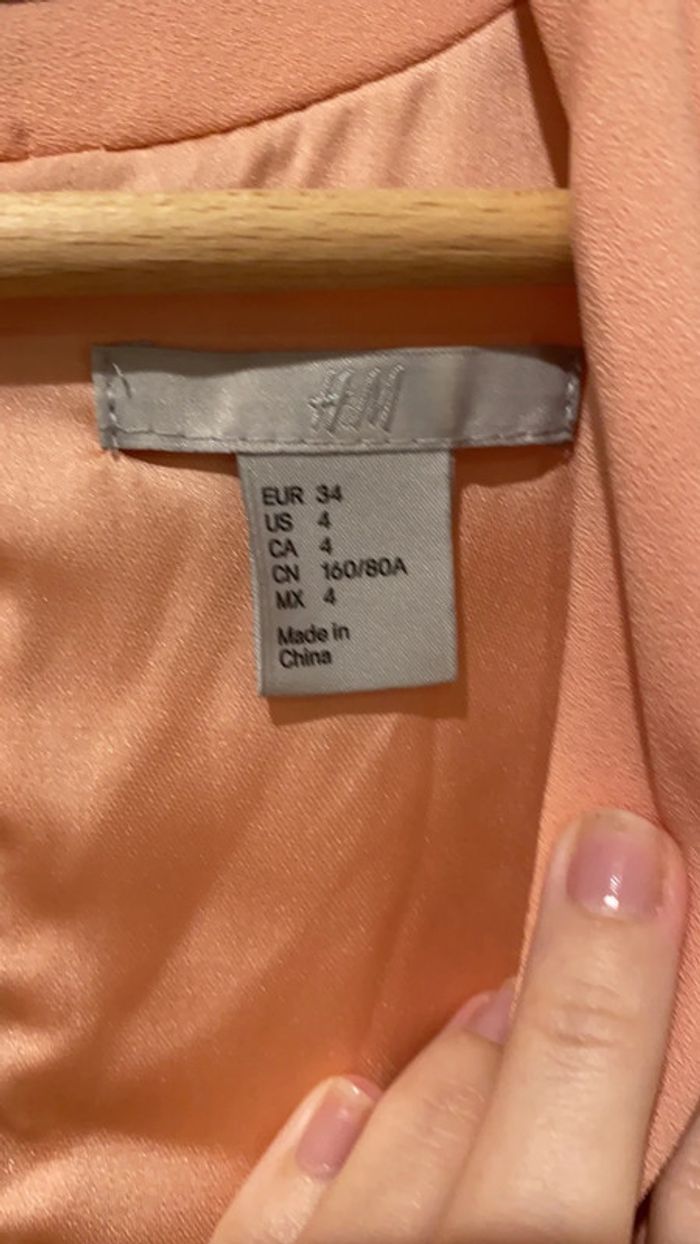 H&M
EUR 34
US 4
CA 4
CN 160/80A
MX 4
Made in
China